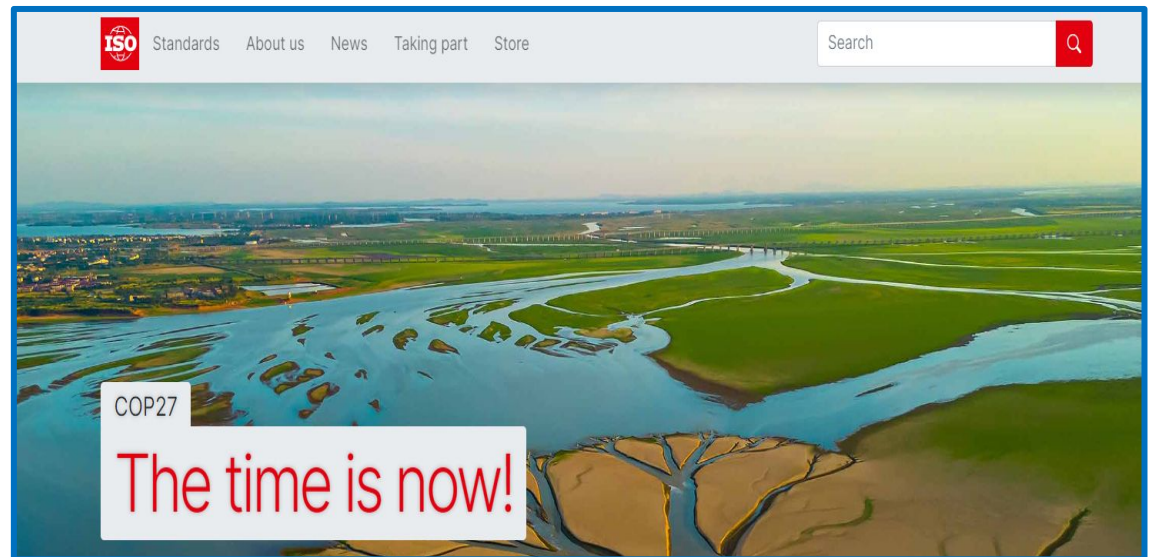 ISO Standards About us News Taking part Store Search
COP27
The time is now!